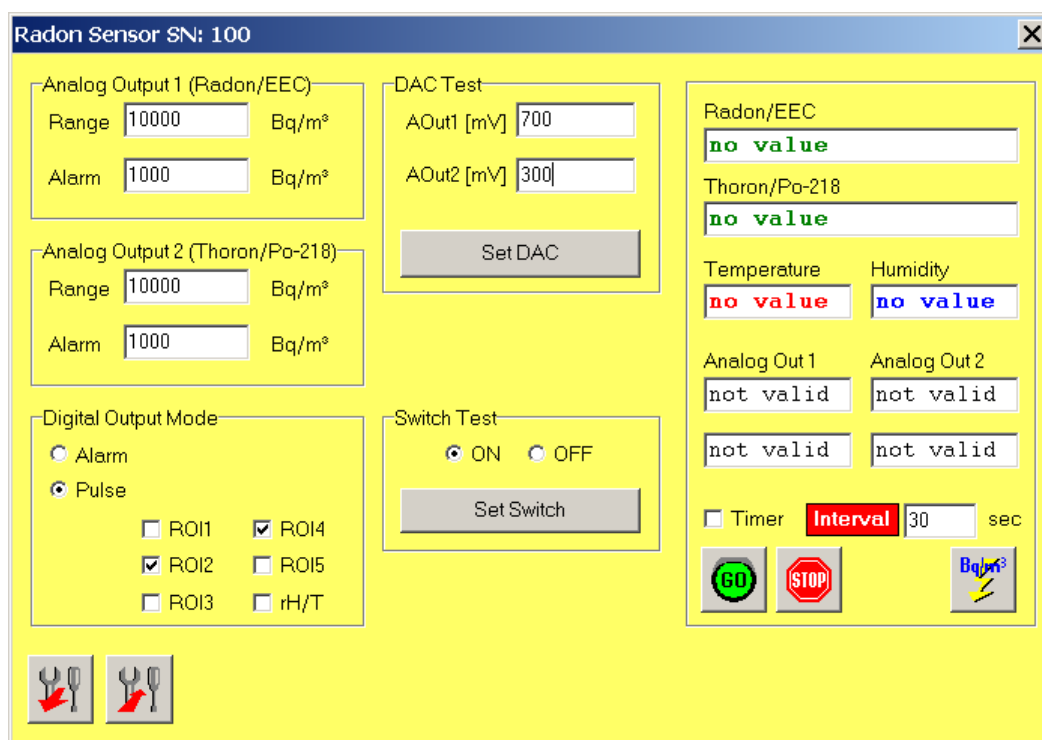 Radon Sensor SN: 100
Analog Output 1 (Radon/EEC)
Range 10000 Bq/m³
Alarm 1000 Bq/m³
Analog Output 2 (Thoron/Po-218)
Range 10000 Bq/m³
Alarm 1000 Bq/m³
Digital Output Mode
Alarm
Pulse
ROI1 ROI4
ROI2 ROI5
ROI3 rH/T
DAC Test
AOut1 [mV] 700
AOut2 [mV] 300
Set DAC
Switch Test
ON OFF
Set Switch
Radon/EEC
no value
Thoron/Po-218
no value
Temperature Humidity
no value no value
Analog Out 1 Analog Out 2
not valid not valid
not valid not valid
Timer Interval 30 sec
GO STOP Bq/m³